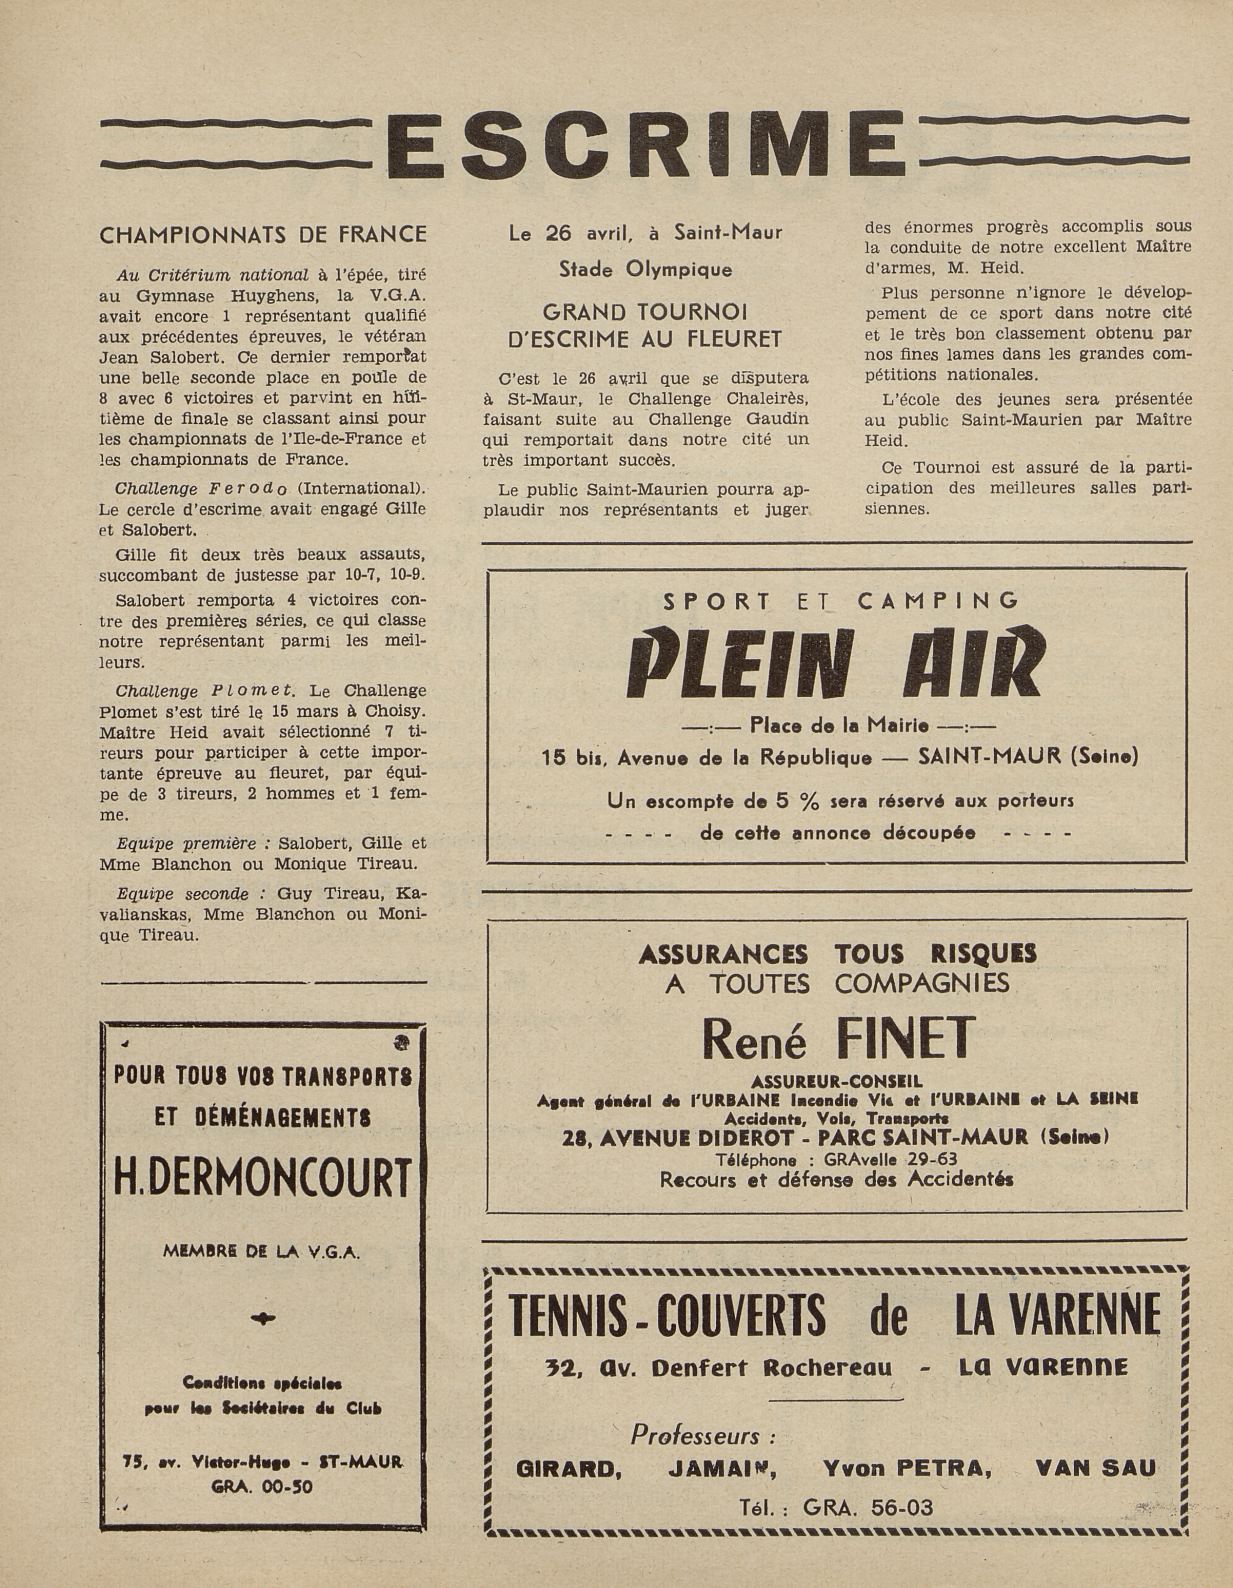 ESCRIME
CHAMPIONNATS DE FRANCE
Au Critérium national à l'épée, tiré
au Gymnase Huyghens, la V.G.A.
avait encore 1 représentant qualifié
aux précédentes épreuves, le vétéran
Jean Salobert. Ce dernier remportat
une belle seconde place en poule de
8 avec 6 victoires et parvint en hui-
tième de finale se classant ainsi pour
les championnats de l'Ile-de-France et
les championnats de France.
Challenge Ferodo (International).
Le cercle d'escrime avait engagé Gille
et Salobert.
Gille fit deux très beaux assauts,
succombant de justesse par 10-7, 10-9.
Salobert remporta 4 victoires con-
tre des premières séries, ce qui classe
notre représentant parmi les meil-
leurs.
Challenge Plomet. Le Challenge
Plomet s'est tiré le 15 mars à Choisy.
Maître Heid avait sélectionné 7 ti-
reurs pour participer à cette impor-
tante épreuve au fleuret, par équi-
pe de 3 tireurs, 2 hommes et 1 fem-
me.
Equipe première : Salobert, Gille et
Mme Blanchon ou Monique Tireau.
Equipe seconde : Guy Tireau, Ka-
valianskas, Mme Blanchon ou Moni-
que Tireau.
POUR TOUS VOS TRANSPORTS
ET DÉMÉNAGEMENTS
H.DERMONCOURT
MEMBRE DE LA V.G.A.
Conditions spéciales
pour les Sociétaires du Club
75, av. Victor-Hugo - ST-MAUR
GRA. 00-50
Le 26 avril, à Saint-Maur
Stade Olympique
GRAND TOURNOI
D'ESCRIME AU FLEURET
C'est le 26 avril que se disputera
à St-Maur, le Challenge Chaleirès,
faisant suite au Challenge Gaudin
qui remportait dans notre cité un
très important succès.
Le public Saint-Maurien pourra ap-
plaudir nos représentants et juger
des énormes progrès accomplis sous
la conduite de notre excellent Maître
d'armes, M. Heid.
Plus personne n'ignore le dévelop-
pement de ce sport dans notre cité
et le très bon classement obtenu par
nos fines lames dans les grandes com-
pétitions nationales.
L'école des jeunes sera présentée
au public Saint-Maurien par Maître
Heid.
Ce Tournoi est assuré de la parti-
cipation des meilleures salles pari-
siennes.
SPORT ET CAMPING
PLEIN AIR
—:— Place de la Mairie —:—
15 bis, Avenue de la République — SAINT-MAUR (Seine)
Un escompte de 5 % sera réservé aux porteurs
- - - - de cette annonce découpée - - - -
ASSURANCES TOUS RISQUES
A TOUTES COMPAGNIES
René FINET
ASSUREUR-CONSEIL
Agent général de l'URBAINE Incendie Vie et l'URBAINE et LA SEINE
Accidents, Vols, Transports
28, AVENUE DIDEROT - PARC SAINT-MAUR (Seine)
Téléphone : GRAvelle 29-63
Recours et défense des Accidentés
TENNIS-COUVERTS de LA VARENNE
32, av. Denfert Rochereau - La VARENNE
Professeurs :
GIRARD, JAMAIN, Yvon PETRA, VAN SAU
Tél. : GRA. 56-03